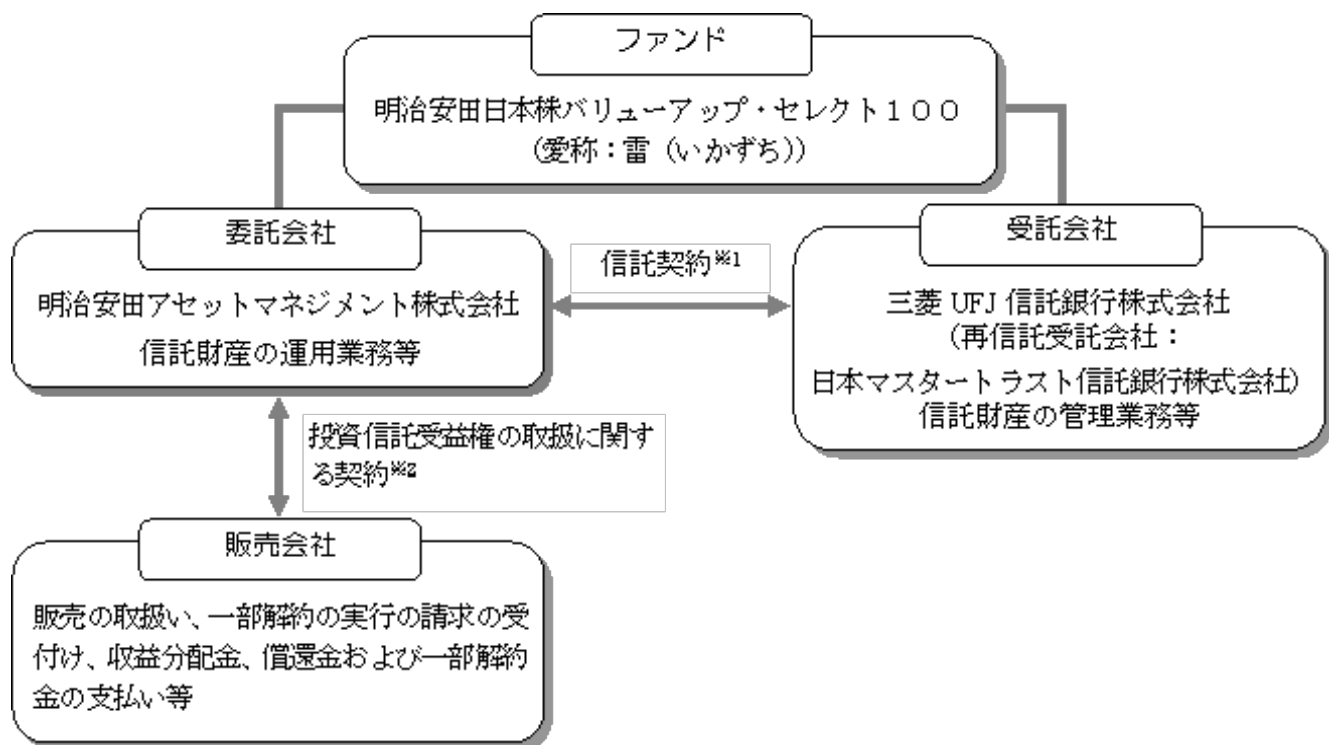 ファンド
明治安田日本株バリューアップ・セレクト１００
（愛称：雷（いかずち））
委託会社
明治安田アセットマネジメント株式会社
信託財産の運用業務等
信託契約※1
受託会社
三菱 UFJ 信託銀行株式会社
（再信託受託会社：
日本マスタートラスト信託銀行株式会社）
信託財産の管理業務等
投資信託受益権の取扱に関す
る契約※2
販売会社
販売の取扱い、一部解約の実行の請求の受
付け、収益分配金、償還金および一部解約
金の支払い等